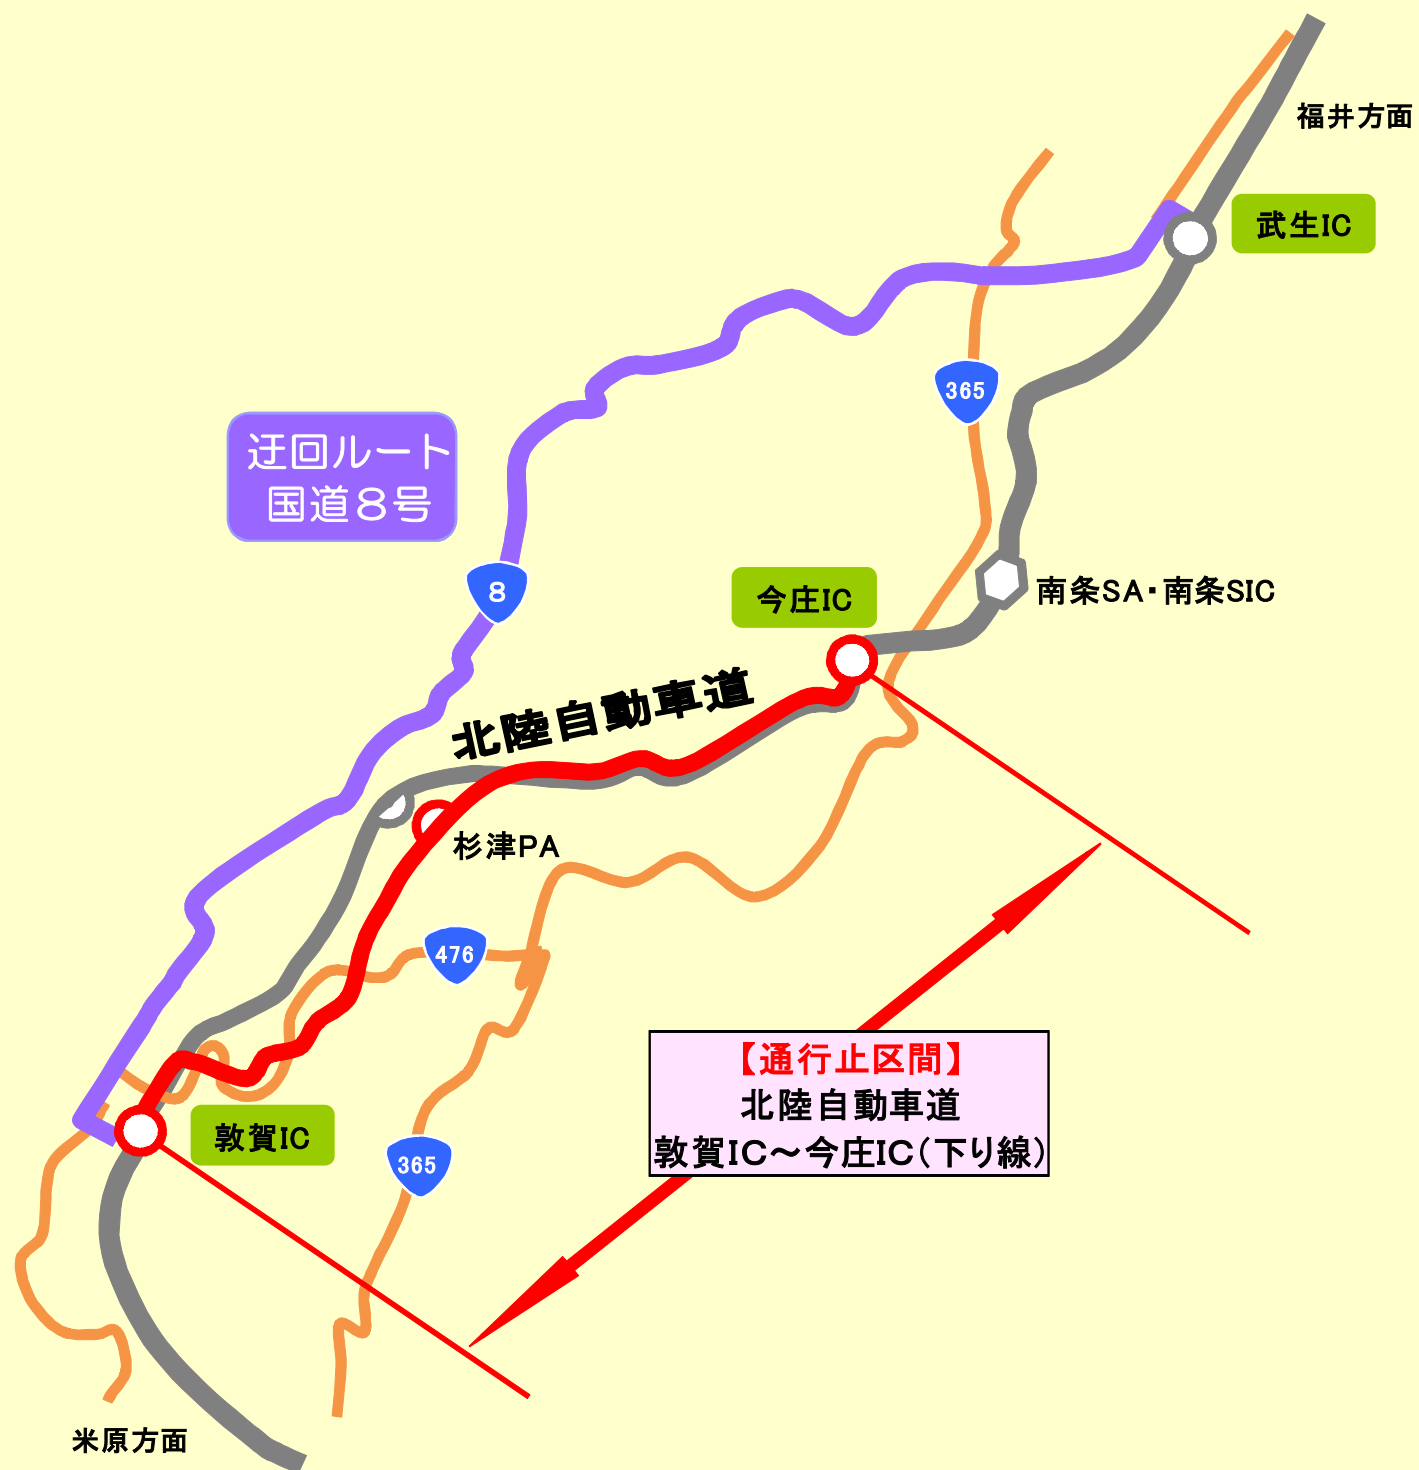 福井方面
武生IC
365
迂回ルート
国道8号
8
今庄IC
南条SA・南条SIC
北陸自動車道
杉津PA
476
【通行止区間】
北陸自動車道
敦賀IC～今庄IC（下り線）
敦賀IC
365
米原方面